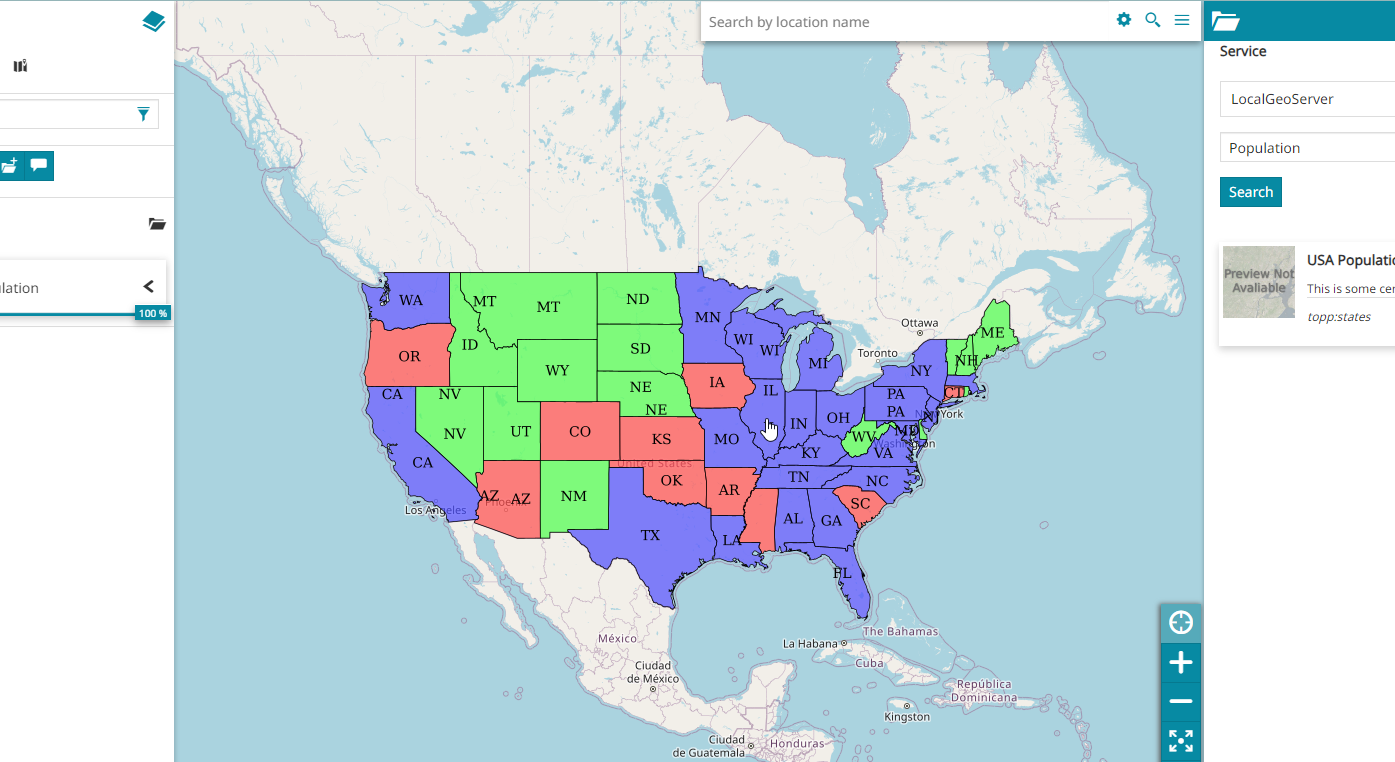 Search by location name
Service
LocalGeoServer
Population
Search
Preview Not
Available
USA Populatio
This is some cer
topp:states
lation
100 %
WA
MT
MT
ND
MN
OR
ID
SD
WI
WI
MI
ME
NH
Ottawa
Toronto
WY
NE
NE
IA
IL
NY
CT
CA
NV
NV
UT
CO
KS
MO
IN
OH
PA
PA
NJ
York
WV
MD
Washington
VA
KY
CA
AZ
AZ
Phoenix
NM
United States
OK
AR
TN
NC
SC
Los Angeles
TX
LA
AL
GA
FL
México
Ciudad
de México
La Habana
The Bahamas
Cuba
República
Dominicana
Kingston
Ciudad
de Guatemala
Honduras